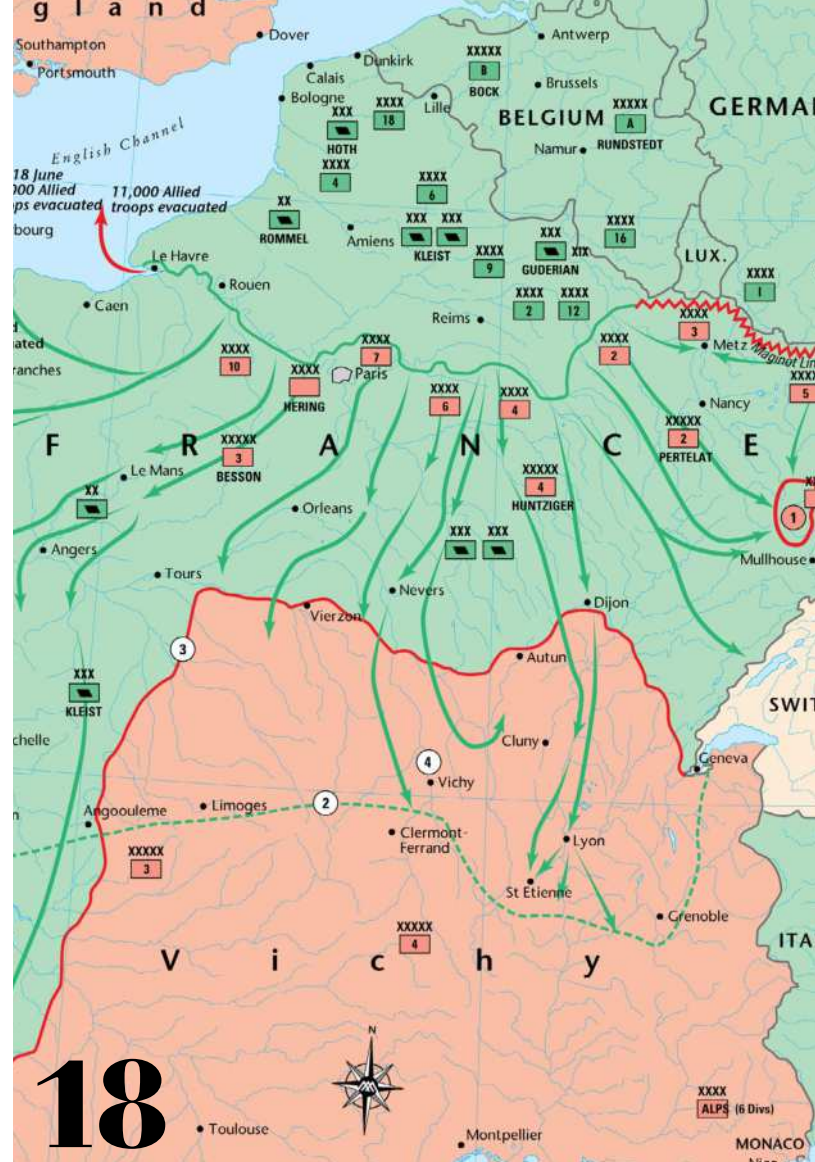 g l a n d
Southampton
Portsmouth
Dover
Antwerp
Dunkirk
Calais
Bologne
XXXXX
B
BOCK
Lille
Brussels
BELGIUM
XXXXX
A
RUNDSTEDT
GERMA
Namur
English Channel
XXX
HOTH
XXXX
18
XXXX
4
XXXX
6
18 June
000 Allied
ops evacuated
11,000 Allied
troops evacuated
bourg
XX
ROMMEL
Amiens
XXX
XXX
KLEIST
XXXX
9
XXX
GUDERIAN
XIX
XXXX
16
LUX.
XXXX
I
Le Havre
Rouen
Caen
Reims
XXXX
2
XXXX
12
XXXX
3
Metz
Maginot Lin
ated
ranches
XXXX
10
XXXX
7
Paris
XXXX
HERING
XXXX
2
XXXX
5
XXXX
6
XXXX
4
Nancy
F R A N C E
XXXXX
3
BESSON
XXXXX
2
PERTELAT
Le Mans
XXXXX
4
HUNTZIGER
XX
Orleans
1
XXX
XXX
Angers
Mullhouse
Tours
Nevers
Dijon
Vierzon
3
Autun
XXX
KLEIST
SWIT
chelle
Cluny
4
Vichy
Geneva
Angoouleme
Limoges
2
Clermont-
Ferrand
Lyon
XXXXX
3
St Etienne
Grenoble
XXXXX
4
ITA
V i c h y
N
18
XXXX
ALPS (6 Divs)
Toulouse
Montpellier
MONACO